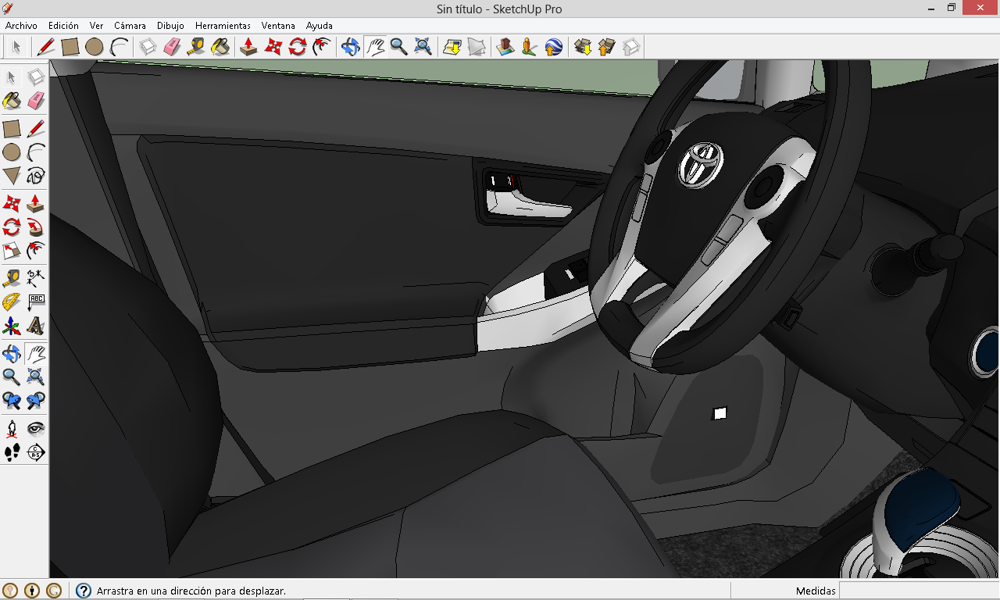 Sin título - SketchUp Pro
Archivo Edición Ver Cámara Dibujo Herramientas Ventana Ayuda
ABC
Arrastra en una dirección para desplazar.
Medidas